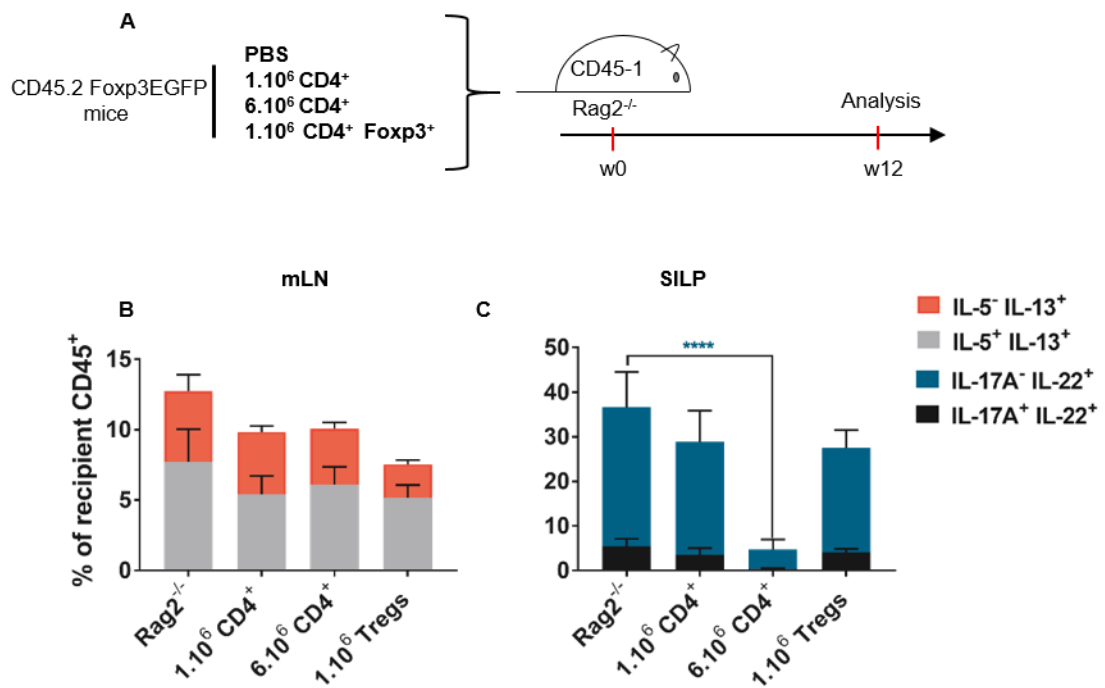 A
CD45.2 Foxp3EGFP
mice
PBS
1.10⁶ CD4⁺
6.10⁶ CD4⁺
1.10⁶ CD4⁺ Foxp3⁺
CD45-1
Rag2⁻/⁻
Analysis
w0
w12
mLN
SILP
B
C
% of recipient CD45⁺
15
10
5
0
Rag2⁻/⁻
1.10⁶ CD4⁺
6.10⁶ CD4⁺
1.10⁶ Tregs
50
40
30
20
10
0
****
Rag2⁻/⁻
1.10⁶ CD4⁺
6.10⁶ CD4⁺
1.10⁶ Tregs
IL-5⁻ IL-13⁺
IL-5⁺ IL-13⁺
IL-17A⁻ IL-22⁺
IL-17A⁺ IL-22⁺